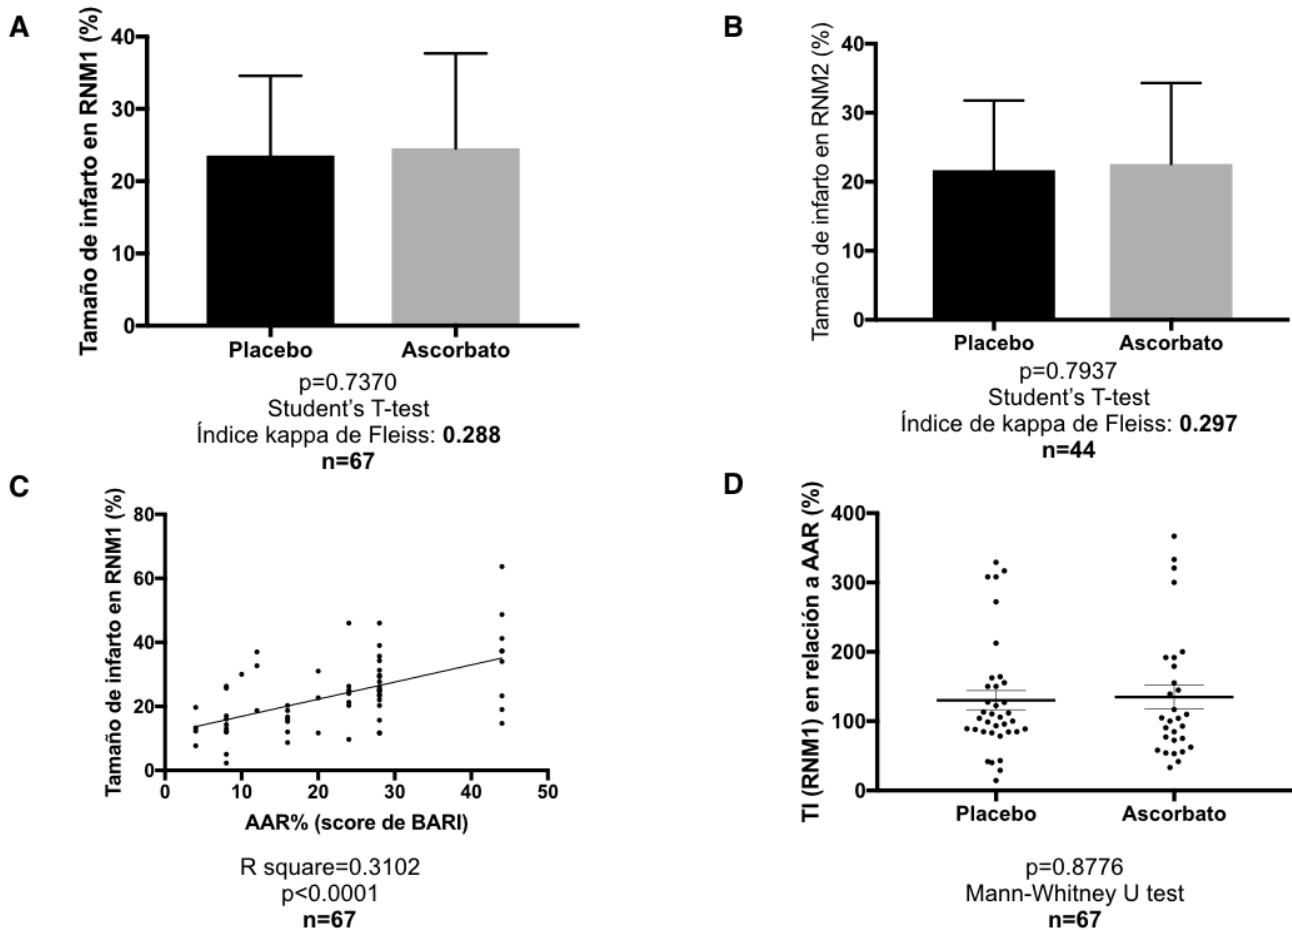 A
Tamaño de infarto en RNM1 (%)
40
30
20
10
0
Placebo
Ascorbato
p=0.7370
Student's T-test
Índice kappa de Fleiss: 0.288
n=67
B
Tamaño de infarto en RNM2 (%)
40
30
20
10
0
Placebo
Ascorbato
p=0.7937
Student's T-test
Índice de kappa de Fleiss: 0.297
n=44
C
Tamaño de infarto en RNM1 (%)
80
60
40
20
0
0
10
20
30
40
50
AAR% (score de BARI)
R square=0.3102
p<0.0001
n=67
D
TI (RNM1) en relación a AAR (%)
400
300
200
100
0
Placebo
Ascorbato
p=0.8776
Mann-Whitney U test
n=67